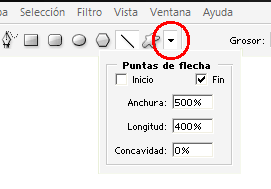 Selección Filtro Vista Ventana Ayuda
Grosor:
Puntas de flecha
Inicio Fin
Anchura: 500%
Longitud: 400%
Concavidad: 0%